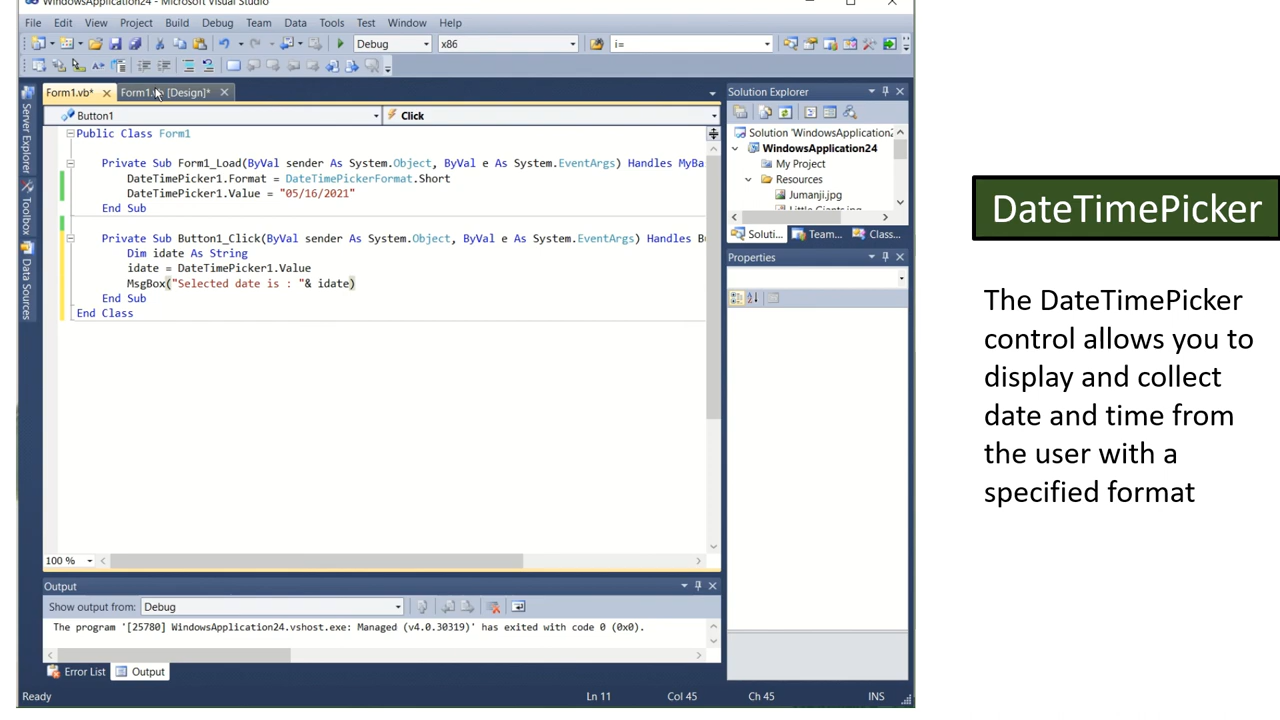 WindowsApplication24 - Microsoft Visual Studio
File Edit View Project Build Debug Team Data Tools Test Window Help
Debug x86 i=
Form1.vb* Form1.vb [Design]*
Button1 Click
Public Class Form1
Private Sub Form1_Load(ByVal sender As System.Object, ByVal e As System.EventArgs) Handles MyBa
DateTimePicker1.Format = DateTimePickerFormat.Short
DateTimePicker1.Value = "05/16/2021"
End Sub
Private Sub Button1_Click(ByVal sender As System.Object, ByVal e As System.EventArgs) Handles B
Dim idate As String
idate = DateTimePicker1.Value
MsgBox("Selected date is : "& idate)
End Sub
End Class
100 %
Server Explorer
Toolbox
Data Sources
Output
Show output from: Debug
The program '[25780] WindowsApplication24.vshost.exe: Managed (v4.0.30319)' has exited with code 0 (0x0).
Error List Output
Ready Ln 11 Col 45 Ch 45 INS
Solution Explorer
Solution 'WindowsApplication2
WindowsApplication24
My Project
Resources
Jumanji.jpg
Soluti... Team... Class...
Properties
DateTimePicker
The DateTimePicker
control allows you to
display and collect
date and time from
the user with a
specified format